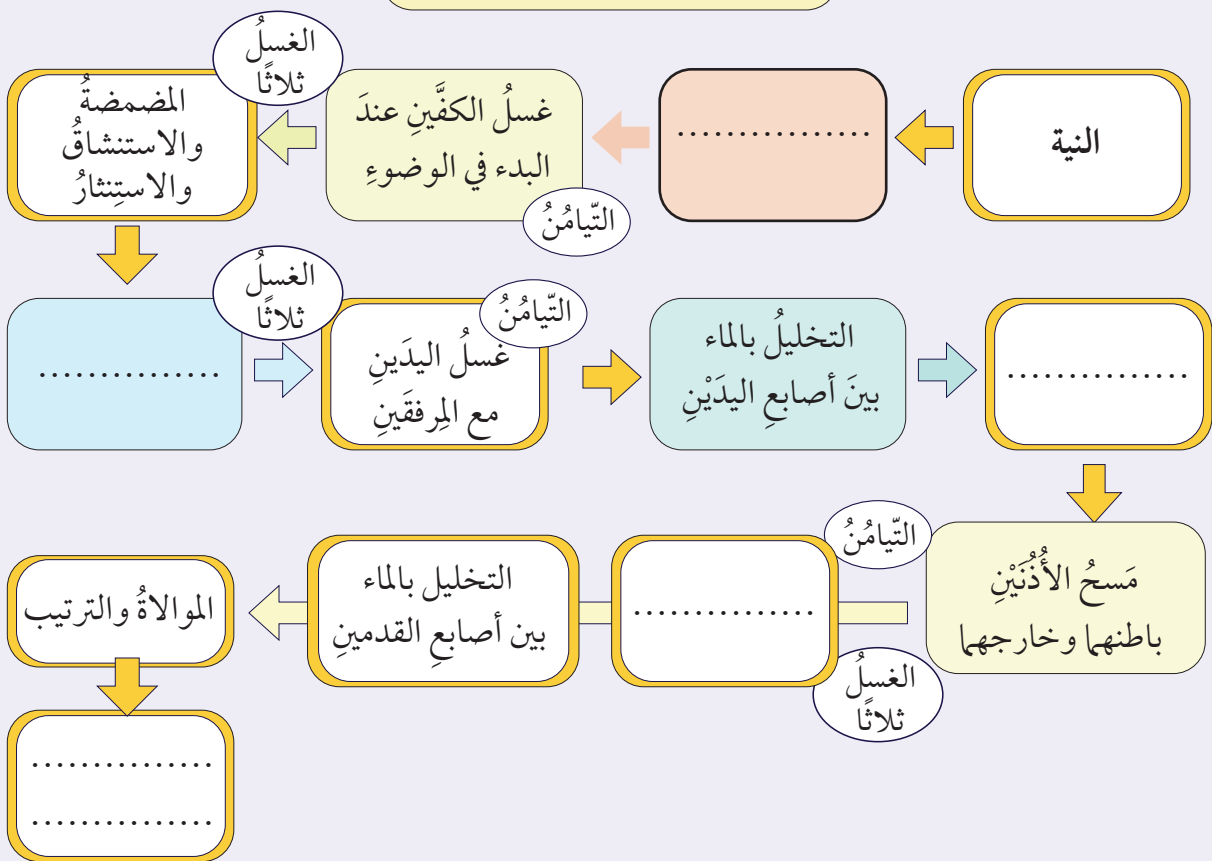 النية
................
غسلُ الكفَّينِ عندَ
البدء في الوضوءِ
التّيامُنُ
الغسلُ
ثلاثًا
المضمضةُ
والاستنشاقُ
والاستِنثارُ
...............
الغسلُ
ثلاثًا
غسلُ اليدَينِ
مع المِرفقَينِ
التّيامُنُ
التخليلُ بالماء
بينَ أصابعِ اليدَيْنِ
...............
مَسحُ الأُذُنَيْنِ
باطنهما وخارجهما
التّيامُنُ
الغسلُ
ثلاثًا
...............
التخليل بالماء
بين أصابعِ القدمينِ
الموالاةُ والترتيب
..............
..............